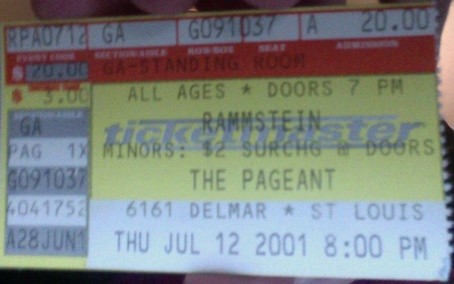 RPA0712 GA G091037 A 20.00
EVENT CODE SECTION/AISLE ROW/BOX SEAT ADMISSION
$ 20.00 GA-STANDING ROOM
$ 3.00 ALL AGES * DOORS 7 PM
GA RAMMSTEIN
ticketmaster
PAG 1X MINORS: $2 SURCHG @ DOORS
G091037 THE PAGEANT
4041752 6161 DELMAR * ST LOUIS
A28JUN1 THU JUL 12 2001 8:00 PM